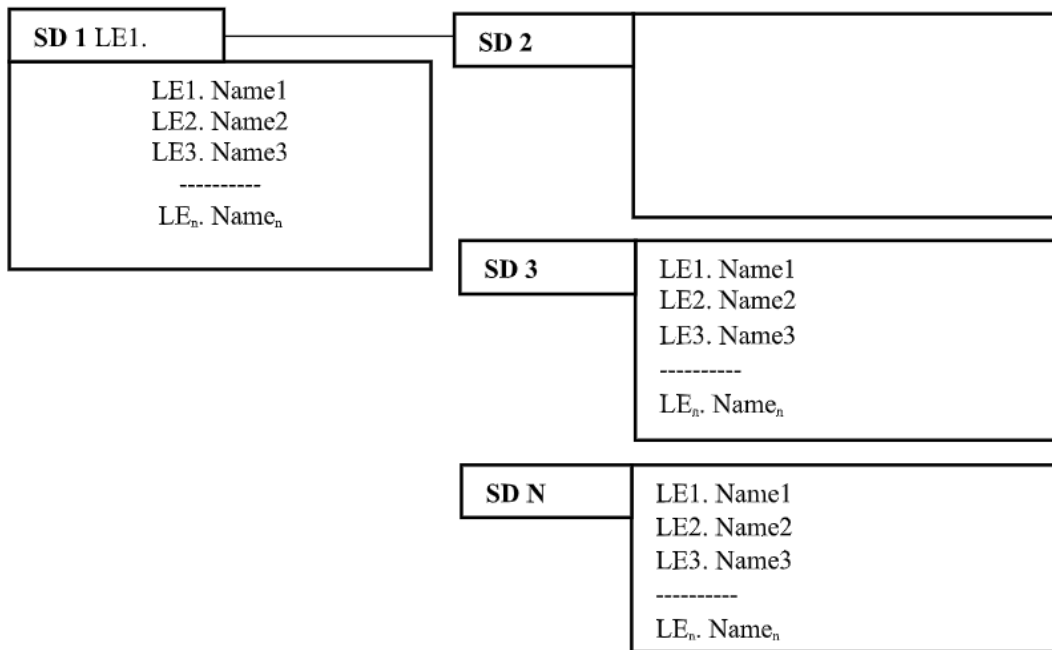 SD 1 LE1.
LE1. Name1
LE2. Name2
LE3. Name3
----------
LEₙ. Nameₙ
SD 2
SD 3
LE1. Name1
LE2. Name2
LE3. Name3
----------
LEₙ. Nameₙ
SD N
LE1. Name1
LE2. Name2
LE3. Name3
----------
LEₙ. Nameₙ